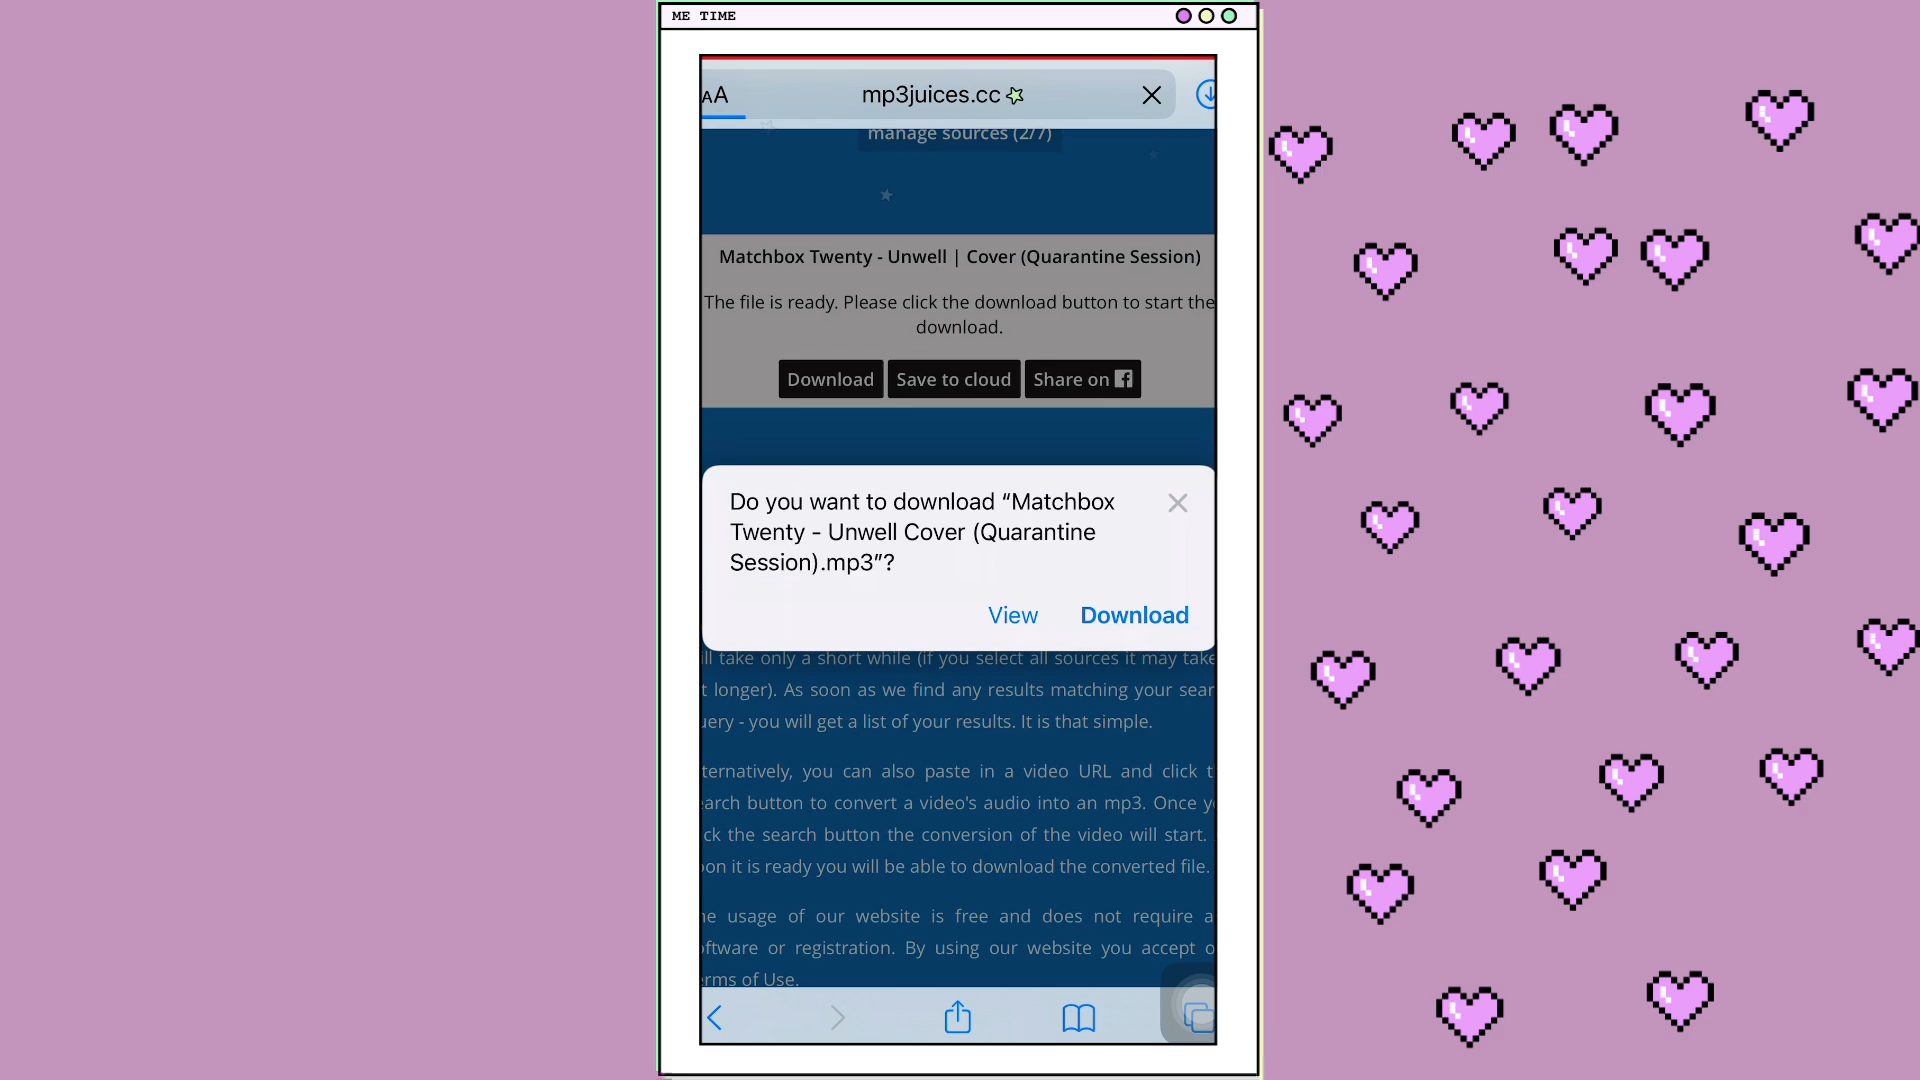 ME TIME
AA mp3juices.cc
manage sources (2/7)
Matchbox Twenty - Unwell | Cover (Quarantine Session)
The file is ready. Please click the download button to start the
download.
Download Save to cloud Share on
Do you want to download “Matchbox
Twenty - Unwell Cover (Quarantine
Session).mp3”?
View Download
ll take only a short while (if you select all sources it may take
t longer). As soon as we find any results matching your sear
uery - you will get a list of your results. It is that simple.
ternatively, you can also paste in a video URL and click t
arch button to convert a video's audio into an mp3. Once y
ck the search button the conversion of the video will start.
on it is ready you will be able to download the converted file.
he usage of our website is free and does not require a
oftware or registration. By using our website you accept o
erms of Use.